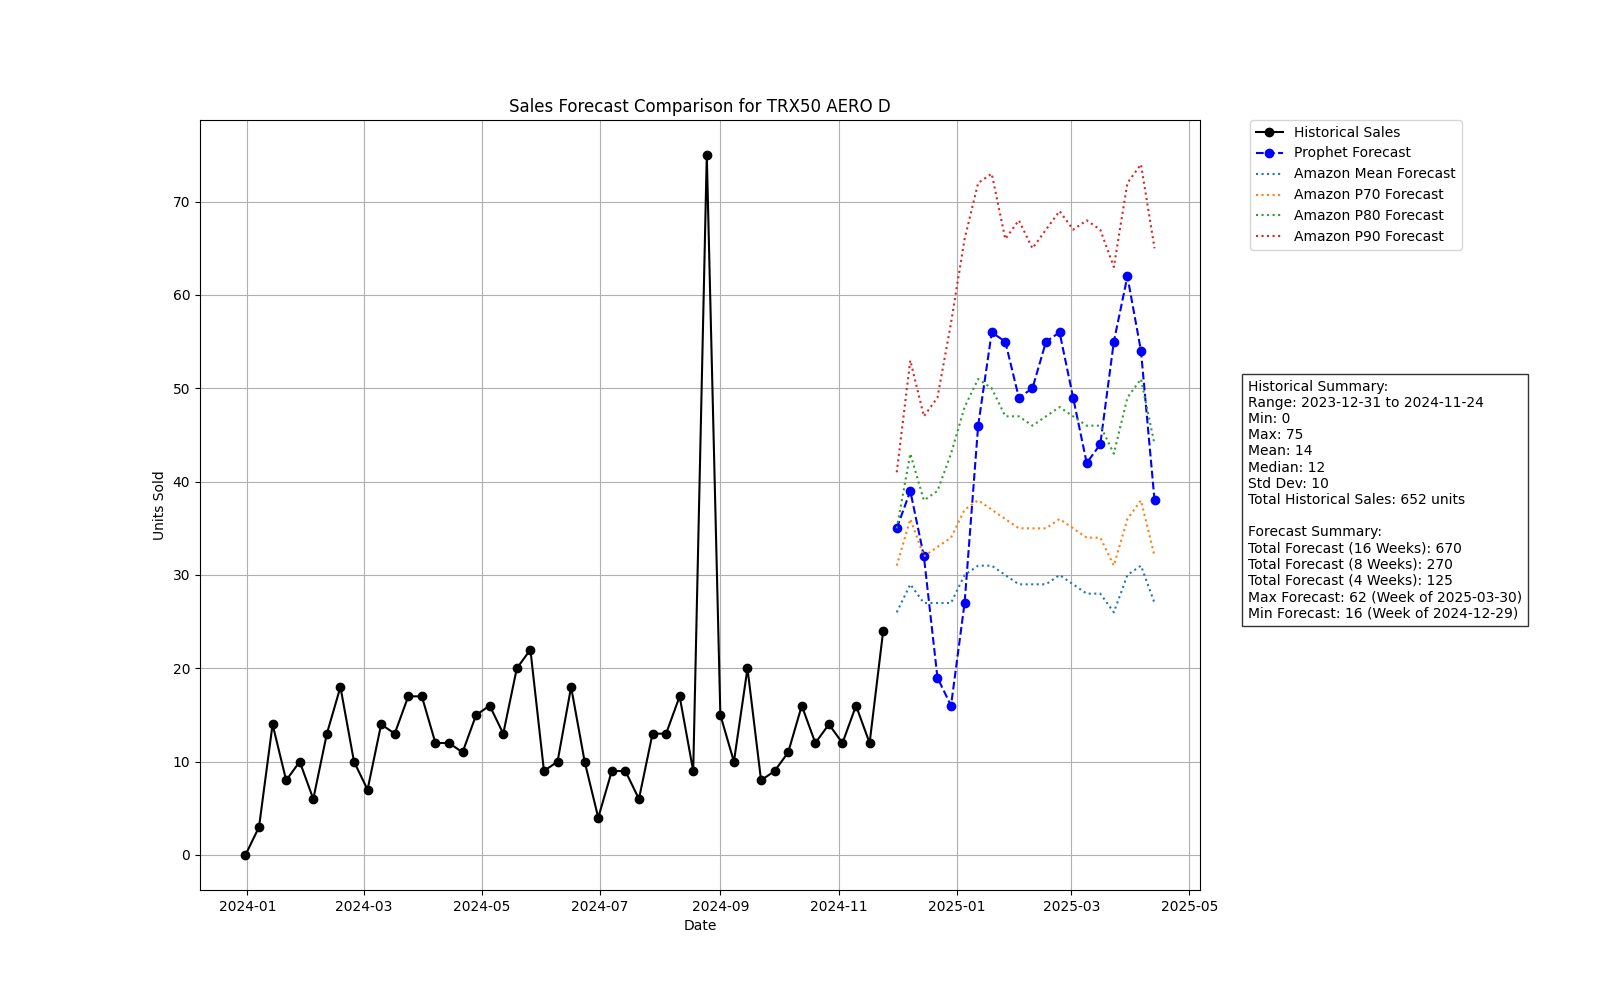 Sales Forecast Comparison for TRX50 AERO D
Historical Sales
Prophet Forecast
Amazon Mean Forecast
Amazon P70 Forecast
Amazon P80 Forecast
Amazon P90 Forecast
Units Sold
70
60
50
40
30
20
10
0
2024-01 2024-03 2024-05 2024-07 2024-09 2024-11 2025-01 2025-03 2025-05
Date
Historical Summary:
Range: 2023-12-31 to 2024-11-24
Min: 0
Max: 75
Mean: 14
Median: 12
Std Dev: 10
Total Historical Sales: 652 units
Forecast Summary:
Total Forecast (16 Weeks): 670
Total Forecast (8 Weeks): 270
Total Forecast (4 Weeks): 125
Max Forecast: 62 (Week of 2025-03-30)
Min Forecast: 16 (Week of 2024-12-29)